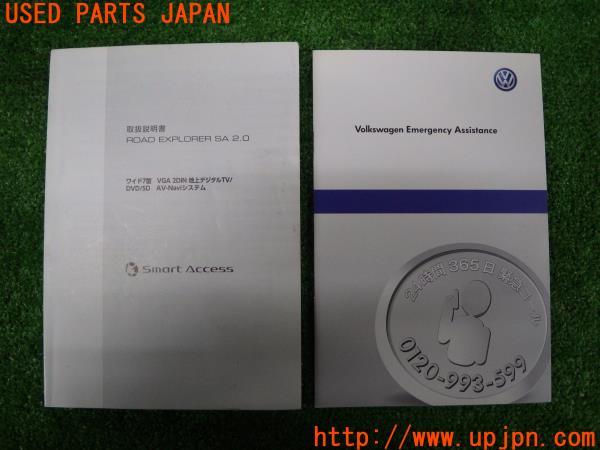 USED PARTS JAPAN
取扱説明書
ROAD EXPLORER SA 2.0
ワイド7型 VGA 2DIN 地上デジタルTV/
DVD/SD AV-Naviシステム
Smart Access
Volkswagen Emergency Assistance
24時間 365日 緊急コール
0120-993-599
http://www.upjpn.com/